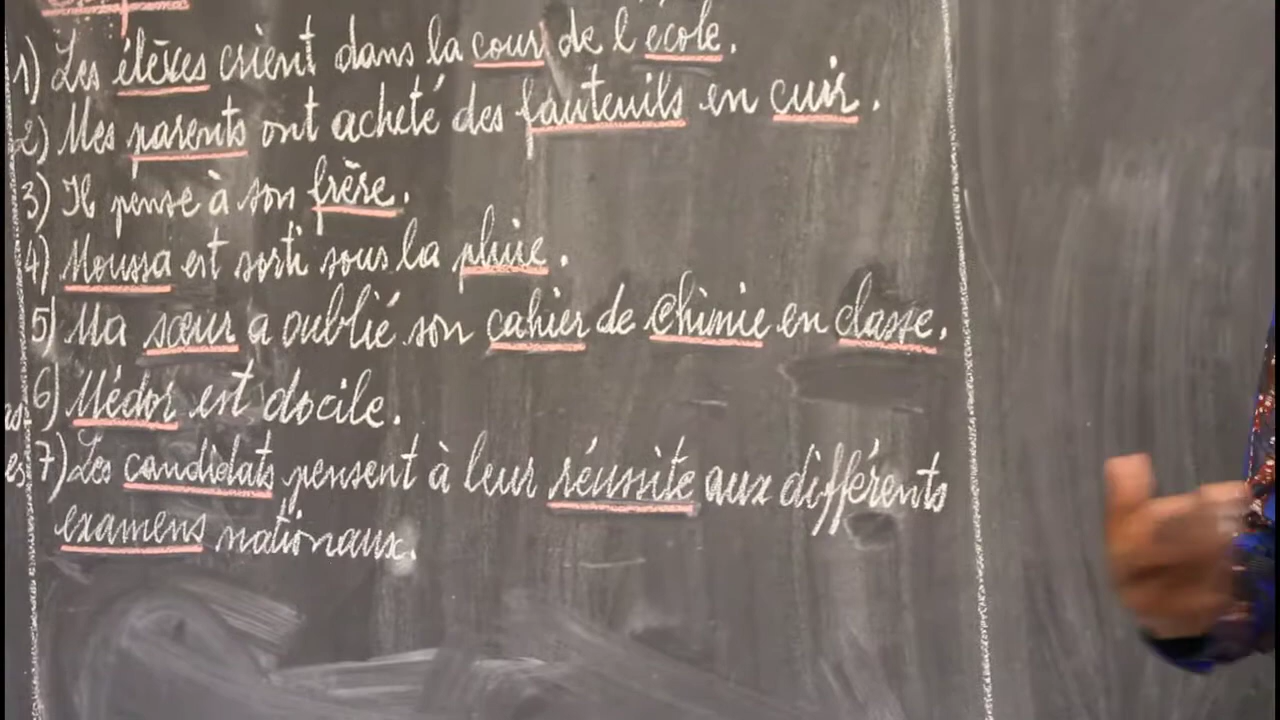 1) Les élèves crient dans la cour de l'école.
2) Mes parents ont acheté des fauteuils en cuir.
3) Il pense à son frère.
4) Moussa est sorti sous la pluie.
5) Ma sœur a oublié son cahier de chimie en classe.
6) Médor est docile.
7) Les candidats pensent à leur réussite aux différents
examens nationaux.